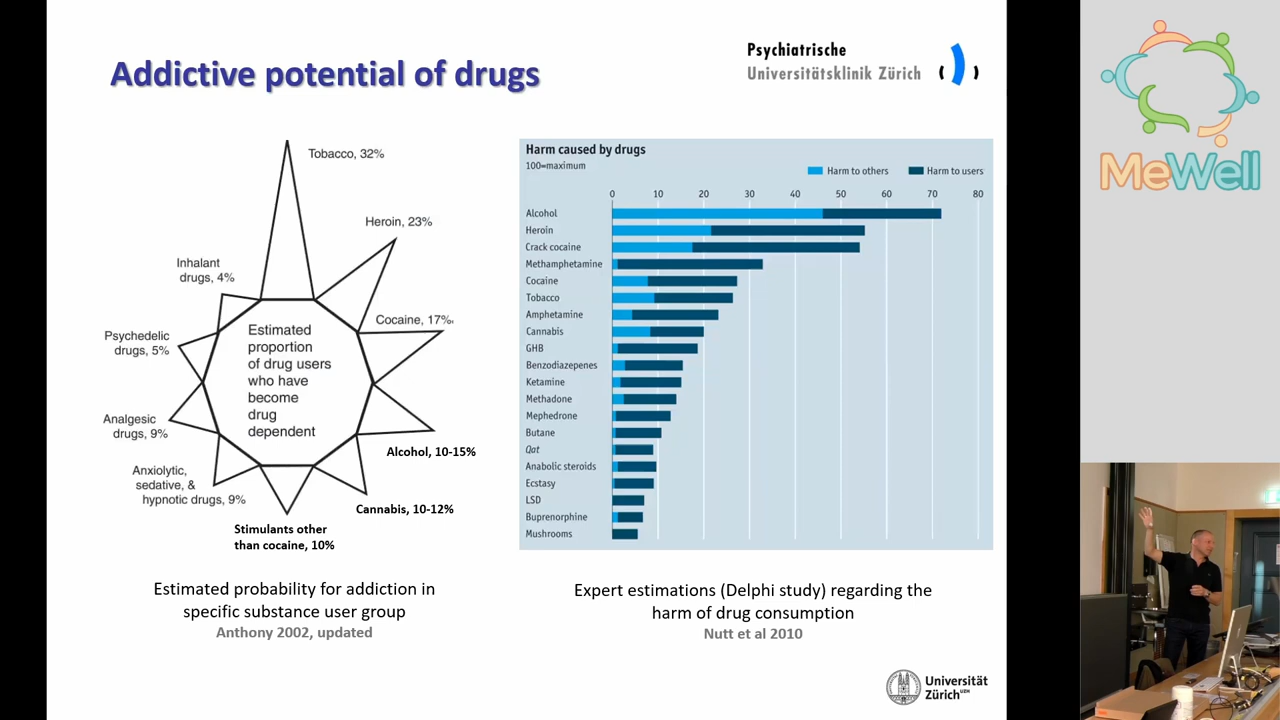 Addictive potential of drugs
Psychiatrische
Universitätsklinik Zürich
Tobacco, 32%
Heroin, 23%
Inhalant
drugs, 4%
Cocaine, 17%.
Psychedelic
drugs, 5%
Estimated
proportion
of drug users
who have
become
drug
dependent
Analgesic
drugs, 9%
Alcohol, 10-15%
Anxiolytic,
sedative, &
hypnotic drugs, 9%
Cannabis, 10-12%
Stimulants other
than cocaine, 10%
Estimated probability for addiction in
specific substance user group
Anthony 2002, updated
Harm caused by drugs
100=maximum
Harm to others
Harm to users
0 10 20 30 40 50 60 70 80
Alcohol
Heroin
Crack cocaine
Methamphetamine
Cocaine
Tobacco
Amphetamine
Cannabis
GHB
Benzodiazepenes
Ketamine
Methadone
Mephedrone
Butane
Qat
Anabolic steroids
Ecstasy
LSD
Buprenorphine
Mushrooms
Expert estimations (Delphi study) regarding the
harm of drug consumption
Nutt et al 2010
Universität
Zürich UZH
MeWell